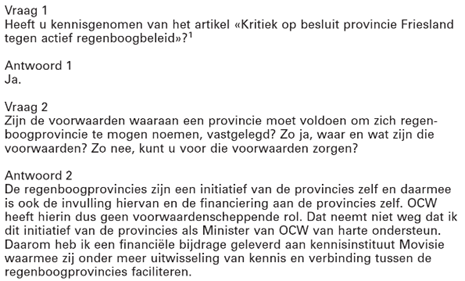 Vraag 1
Heeft u kennisgenomen van het artikel «Kritiek op besluit provincie Friesland
tegen actief regenboogbeleid»?¹
Antwoord 1
Ja.
Vraag 2
Zijn de voorwaarden waaraan een provincie moet voldoen om zich regen-
boogprovincie te mogen noemen, vastgelegd? Zo ja, waar en wat zijn die
voorwaarden? Zo nee, kunt u voor die voorwaarden zorgen?
Antwoord 2
De regenboogprovincies zijn een initiatief van de provincies zelf en daarmee
is ook de invulling hiervan en de financiering aan de provincies zelf. OCW
heeft hierin dus geen voorwaardenscheppende rol. Dat neemt niet weg dat ik
dit initiatief van de provincies als Minister van OCW van harte ondersteun.
Daarom heb ik een financiële bijdrage geleverd aan kennisinstituut Movisie
waarmee zij onder meer uitwisseling van kennis en verbinding tussen de
regenboogprovincies faciliteren.